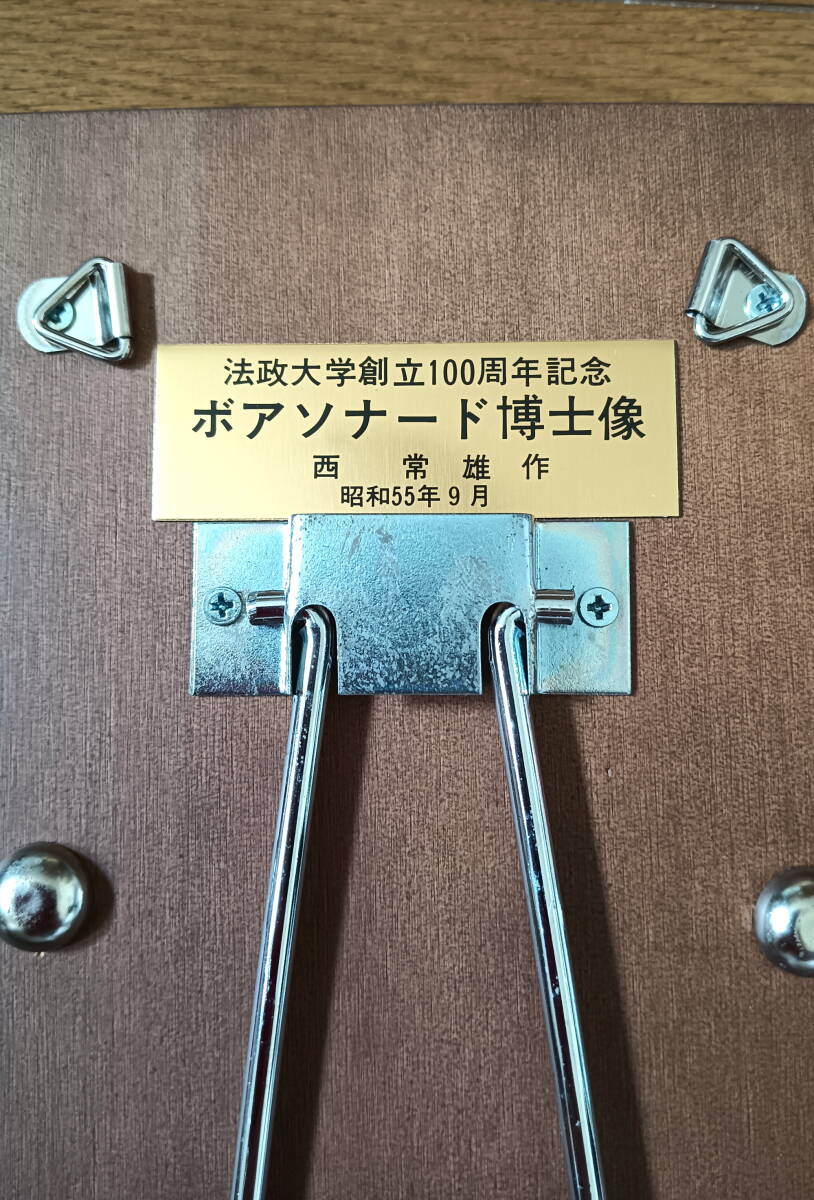 法政大学創立100周年記念
ボアソナード博士像
西 常雄 作
昭和55年9月